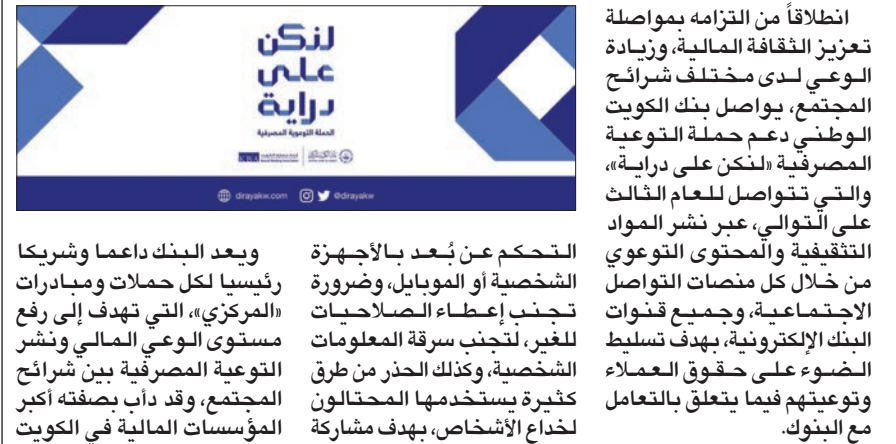 انطلاقاً من التزامه بمواصلة
تعزيز الثقافة المالية، وزيادة
الوعي لدى مختلف شرائح
المجتمع، يواصل بنك الكويت
الوطني دعم حملة التوعية
المصرفية «لنكن على دراية»،
والتي تتواصل للعام الثالث
على التوالي، عبر نشر المواد
التثقيفية والمحتوى التوعوي
من خلال كل منصات التواصل
الاجتماعية، وجميع قنوات
البنك الإلكترونية، بهدف تسليط
الضوء على حقوق العملاء
وتوعيتهم فيما يتعلق بالتعامل
مع البنوك.
لنكن
على
دراية
الحملة التوعوية المصرفية
dirayakw.com @dirayakw
التحكم عن بُعد بالأجهزة
الشخصية أو الموبايل، وضرورة
تجنب إعطاء الصلاحيات
للغير، لتجنب سرقة المعلومات
الشخصية، وكذلك الحذر من طرق
كثيرة يستخدمها المحتالون
لخداع الأشخاص، بهدف مشاركة
ويعد البنك داعما وشريكا
رئيسيا لكل حملات ومبادرات
«المركزي»، التي تهدف إلى رفع
مستوى الوعي المالي ونشر
التوعية المصرفية بين شرائح
المجتمع، وقد دأب بصفته أكبر
المؤسسات المالية في الكويت